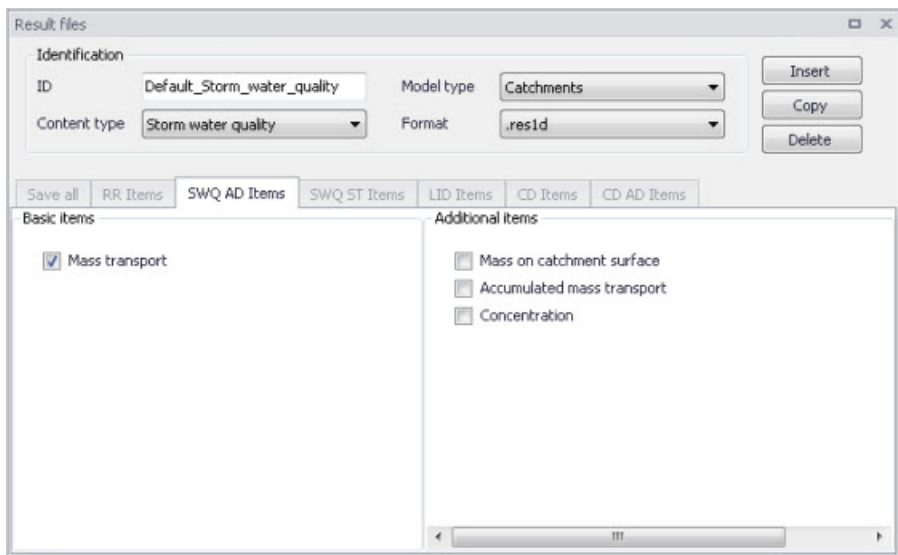 Result files
Identification
ID Default_Storm_water_quality Model type Catchments Insert
Content type Storm water quality Format .res1d Copy
Delete
Save all RR Items SWQ AD Items SWQ ST Items LID Items CD Items CD AD Items
Basic items Additional items
Mass transport Mass on catchment surface
Accumulated mass transport
Concentration